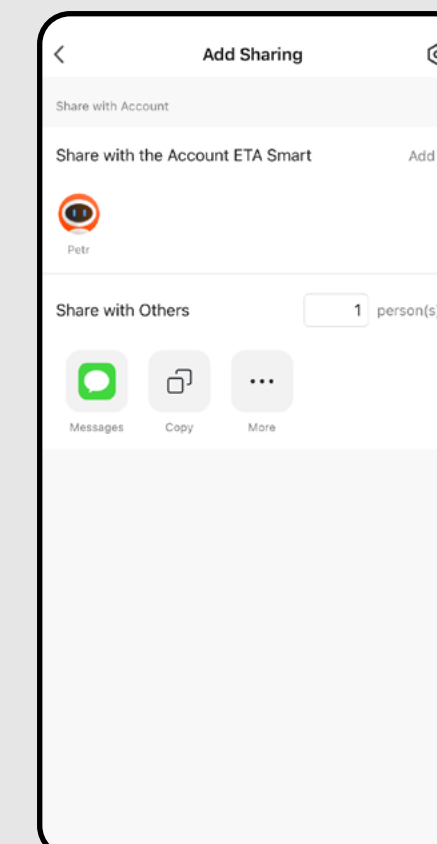 Add Sharing
Share with Account
Share with the Account ETA Smart Add
Petr
Share with Others 1 person(s)
Messages Copy More